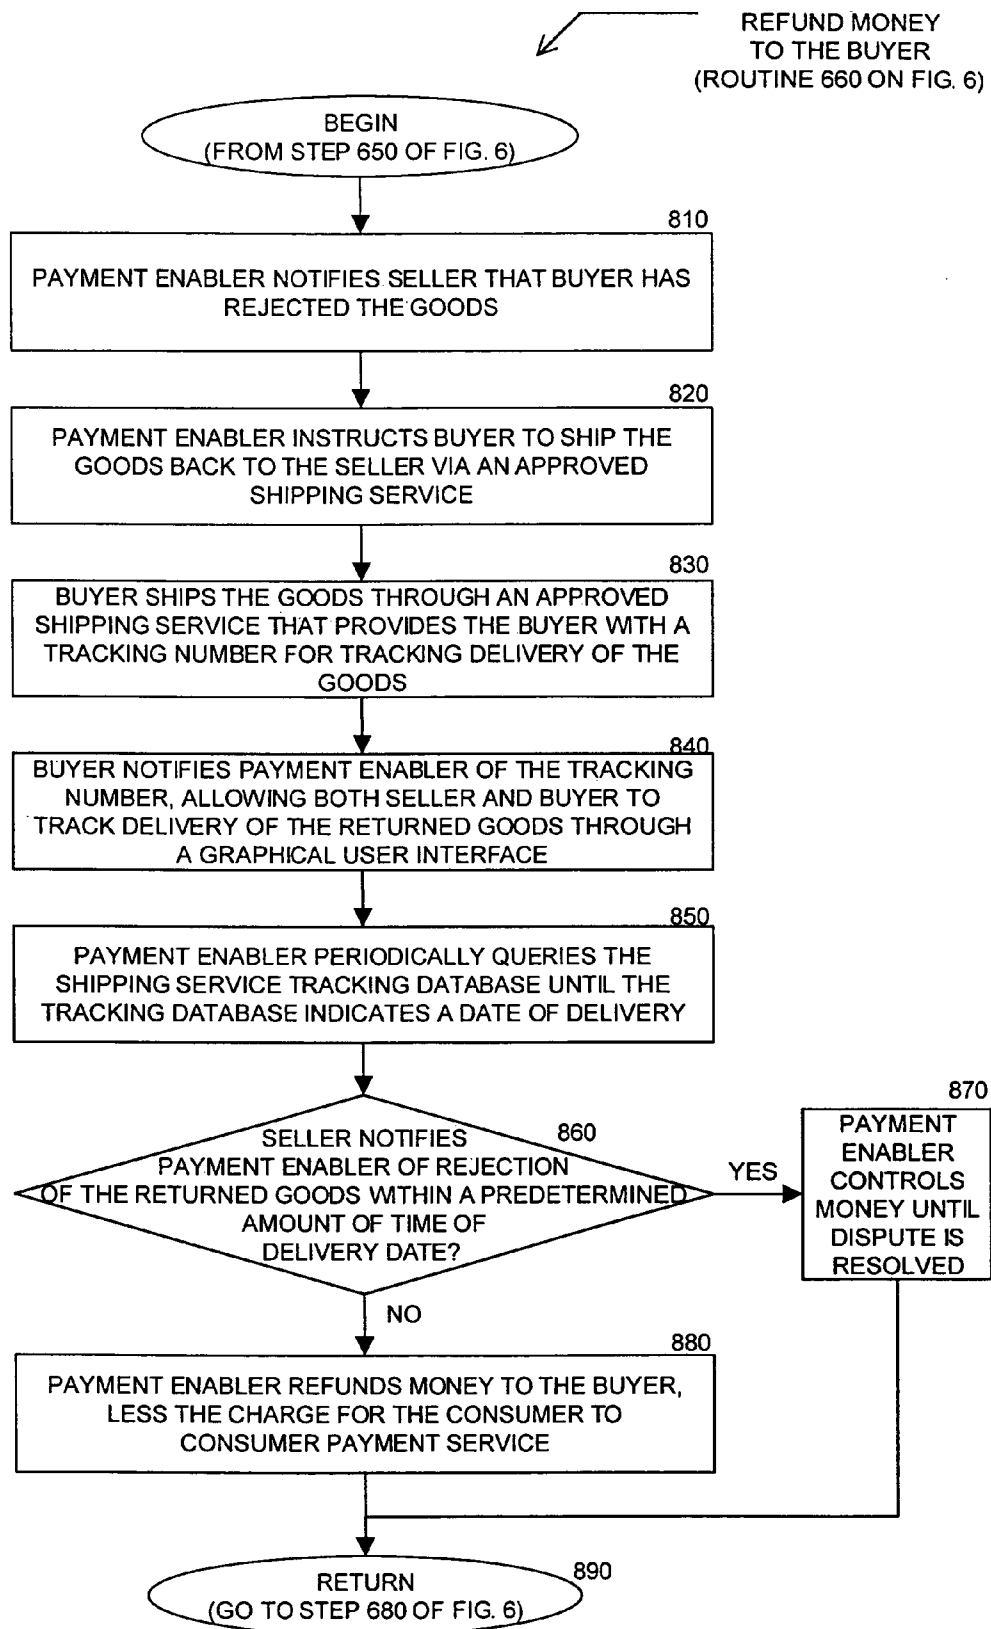 REFUND MONEY
TO THE BUYER
(ROUTINE 660 ON FIG. 6)
BEGIN
(FROM STEP 650 OF FIG. 6)
810
PAYMENT ENABLER NOTIFIES SELLER THAT BUYER HAS
REJECTED THE GOODS
820
PAYMENT ENABLER INSTRUCTS BUYER TO SHIP THE
GOODS BACK TO THE SELLER VIA AN APPROVED
SHIPPING SERVICE
830
BUYER SHIPS THE GOODS THROUGH AN APPROVED
SHIPPING SERVICE THAT PROVIDES THE BUYER WITH A
TRACKING NUMBER FOR TRACKING DELIVERY OF THE
GOODS
840
BUYER NOTIFIES PAYMENT ENABLER OF THE TRACKING
NUMBER, ALLOWING BOTH SELLER AND BUYER TO
TRACK DELIVERY OF THE RETURNED GOODS THROUGH
A GRAPHICAL USER INTERFACE
850
PAYMENT ENABLER PERIODICALLY QUERIES THE
SHIPPING SERVICE TRACKING DATABASE UNTIL THE
TRACKING DATABASE INDICATES A DATE OF DELIVERY
860
SELLER NOTIFIES
PAYMENT ENABLER OF REJECTION
OF THE RETURNED GOODS WITHIN A PREDETERMINED
AMOUNT OF TIME OF
DELIVERY DATE?
YES
870
PAYMENT
ENABLER
CONTROLS
MONEY UNTIL
DISPUTE IS
RESOLVED
NO
880
PAYMENT ENABLER REFUNDS MONEY TO THE BUYER,
LESS THE CHARGE FOR THE CONSUMER TO
CONSUMER PAYMENT SERVICE
890
RETURN
(GO TO STEP 680 OF FIG. 6)